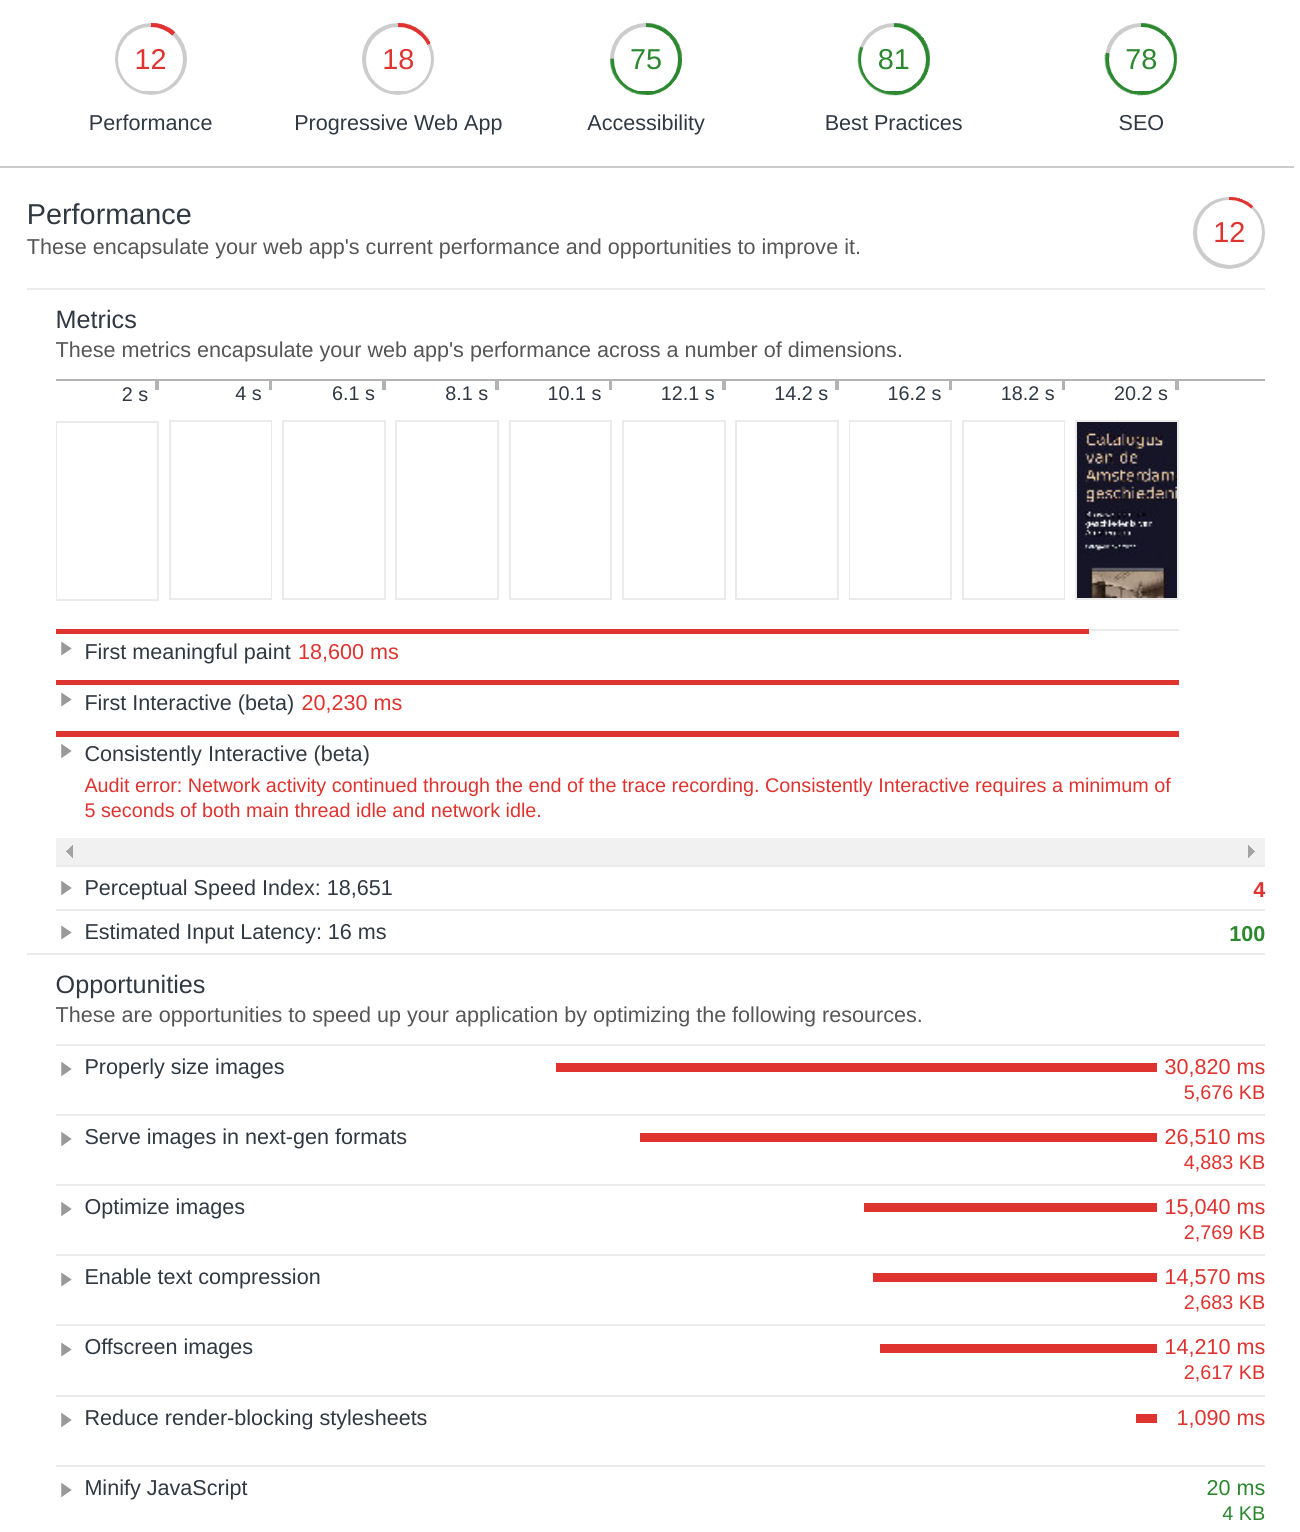 12 18 75 81 78
Performance Progressive Web App Accessibility Best Practices SEO
Performance
These encapsulate your web app's current performance and opportunities to improve it.
12
Metrics
These metrics encapsulate your web app's performance across a number of dimensions.
2 s 4 s 6.1 s 8.1 s 10.1 s 12.1 s 14.2 s 16.2 s 18.2 s 20.2 s
Catalogus
van de
Amsterdam
geschiedeni
geschiedenis van
First meaningful paint 18,600 ms
First Interactive (beta) 20,230 ms
Consistently Interactive (beta)
Audit error: Network activity continued through the end of the trace recording. Consistently Interactive requires a minimum of
5 seconds of both main thread idle and network idle.
Perceptual Speed Index: 18,651 4
Estimated Input Latency: 16 ms 100
Opportunities
These are opportunities to speed up your application by optimizing the following resources.
Properly size images 30,820 ms
5,676 KB
Serve images in next-gen formats 26,510 ms
4,883 KB
Optimize images 15,040 ms
2,769 KB
Enable text compression 14,570 ms
2,683 KB
Offscreen images 14,210 ms
2,617 KB
Reduce render-blocking stylesheets 1,090 ms
Minify JavaScript 20 ms
4 KB